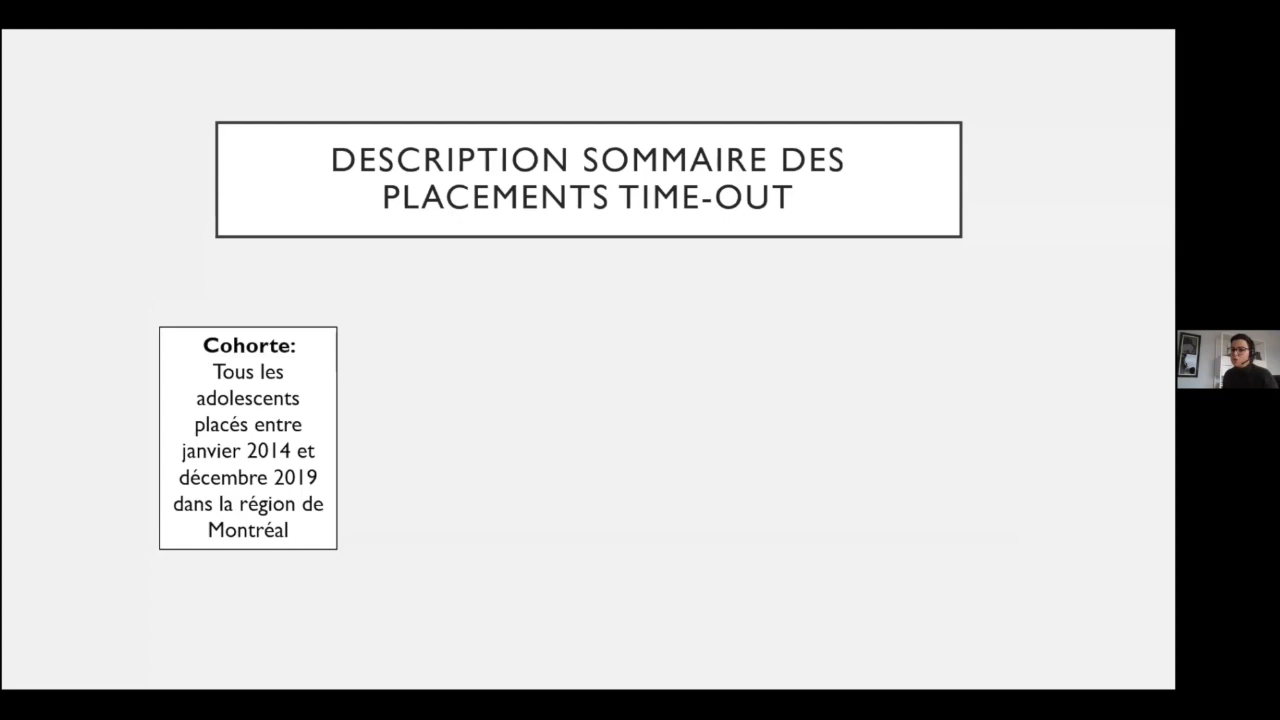 DESCRIPTION SOMMAIRE DES
PLACEMENTS TIME-OUT
Cohorte:
Tous les
adolescents
placés entre
janvier 2014 et
décembre 2019
dans la région de
Montréal